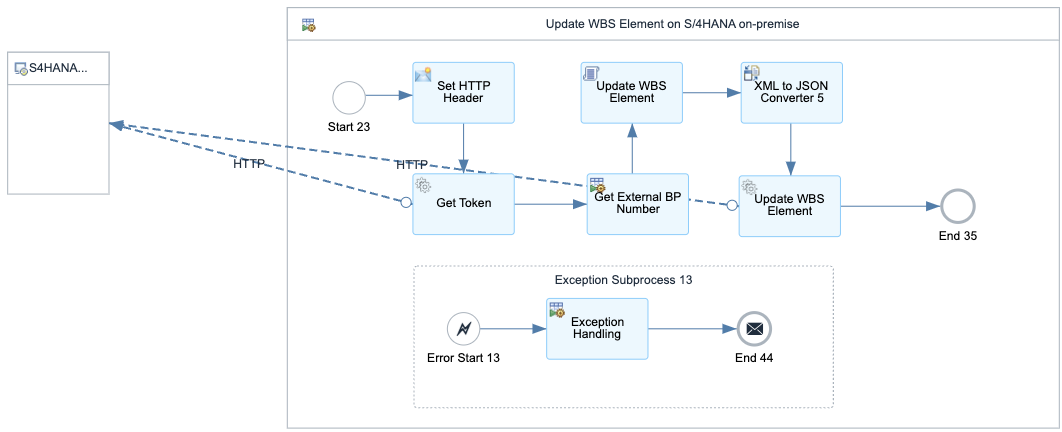 Update WBS Element on S/4HANA on-premise
S4HANA...
Set HTTP
Header
Update WBS
Element
XML to JSON
Converter 5
Start 23
HTTP
HTTP
Get Token
Get External BP
Number
Update WBS
Element
End 35
Exception Subprocess 13
Exception
Handling
Error Start 13
End 44